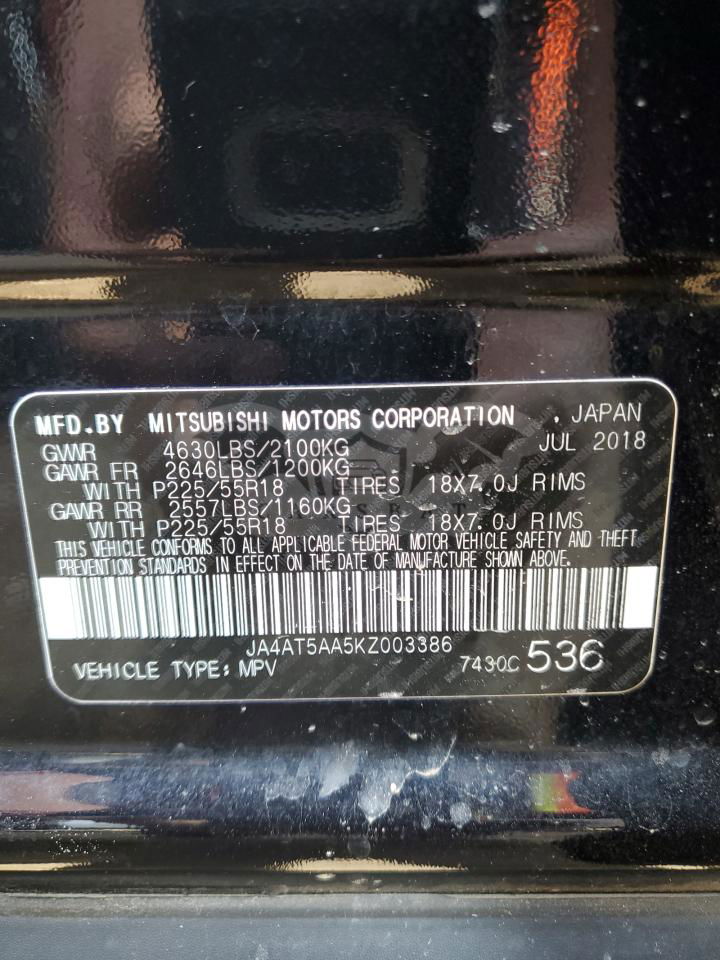 MFD.BY MITSUBISHI MOTORS CORPORATION . JAPAN
GWVR 4630LBS/2100KG JUL 2018
GAWR FR 2646LBS/1200KG
WITH P225/55R18 TIRES 18X7.0J RIMS
GAWR RR 2557LBS/1160KG
WITH P225/55R18 TIRES 18X7.0J RIMS
THIS VEHICLE CONFORMS TO ALL APPLICABLE FEDERAL MOTOR VEHICLE SAFETY AND THEFT
PREVENTION STANDARDS IN EFFECT ON THE DATE OF MANUFACTURE SHOWN ABOVE.
JA4AT5AA5KZ003386
VEHICLE TYPE: MPV 7430C 536